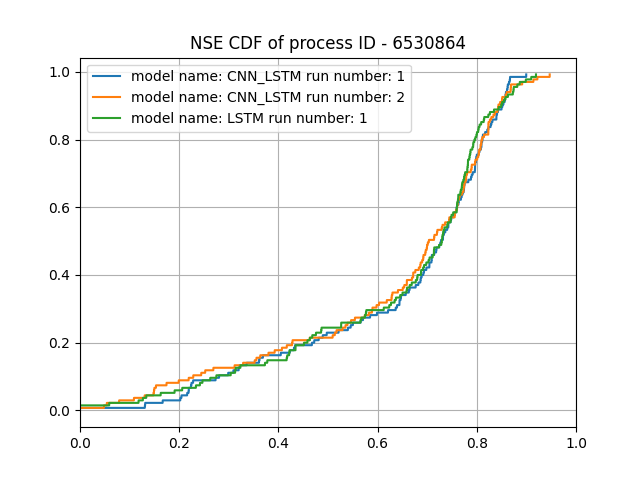 NSE CDF of process ID - 6530864
model name: CNN_LSTM run number: 1
model name: CNN_LSTM run number: 2
model name: LSTM run number: 1
1.0
0.8
0.6
0.4
0.2
0.0
0.0 0.2 0.4 0.6 0.8 1.0